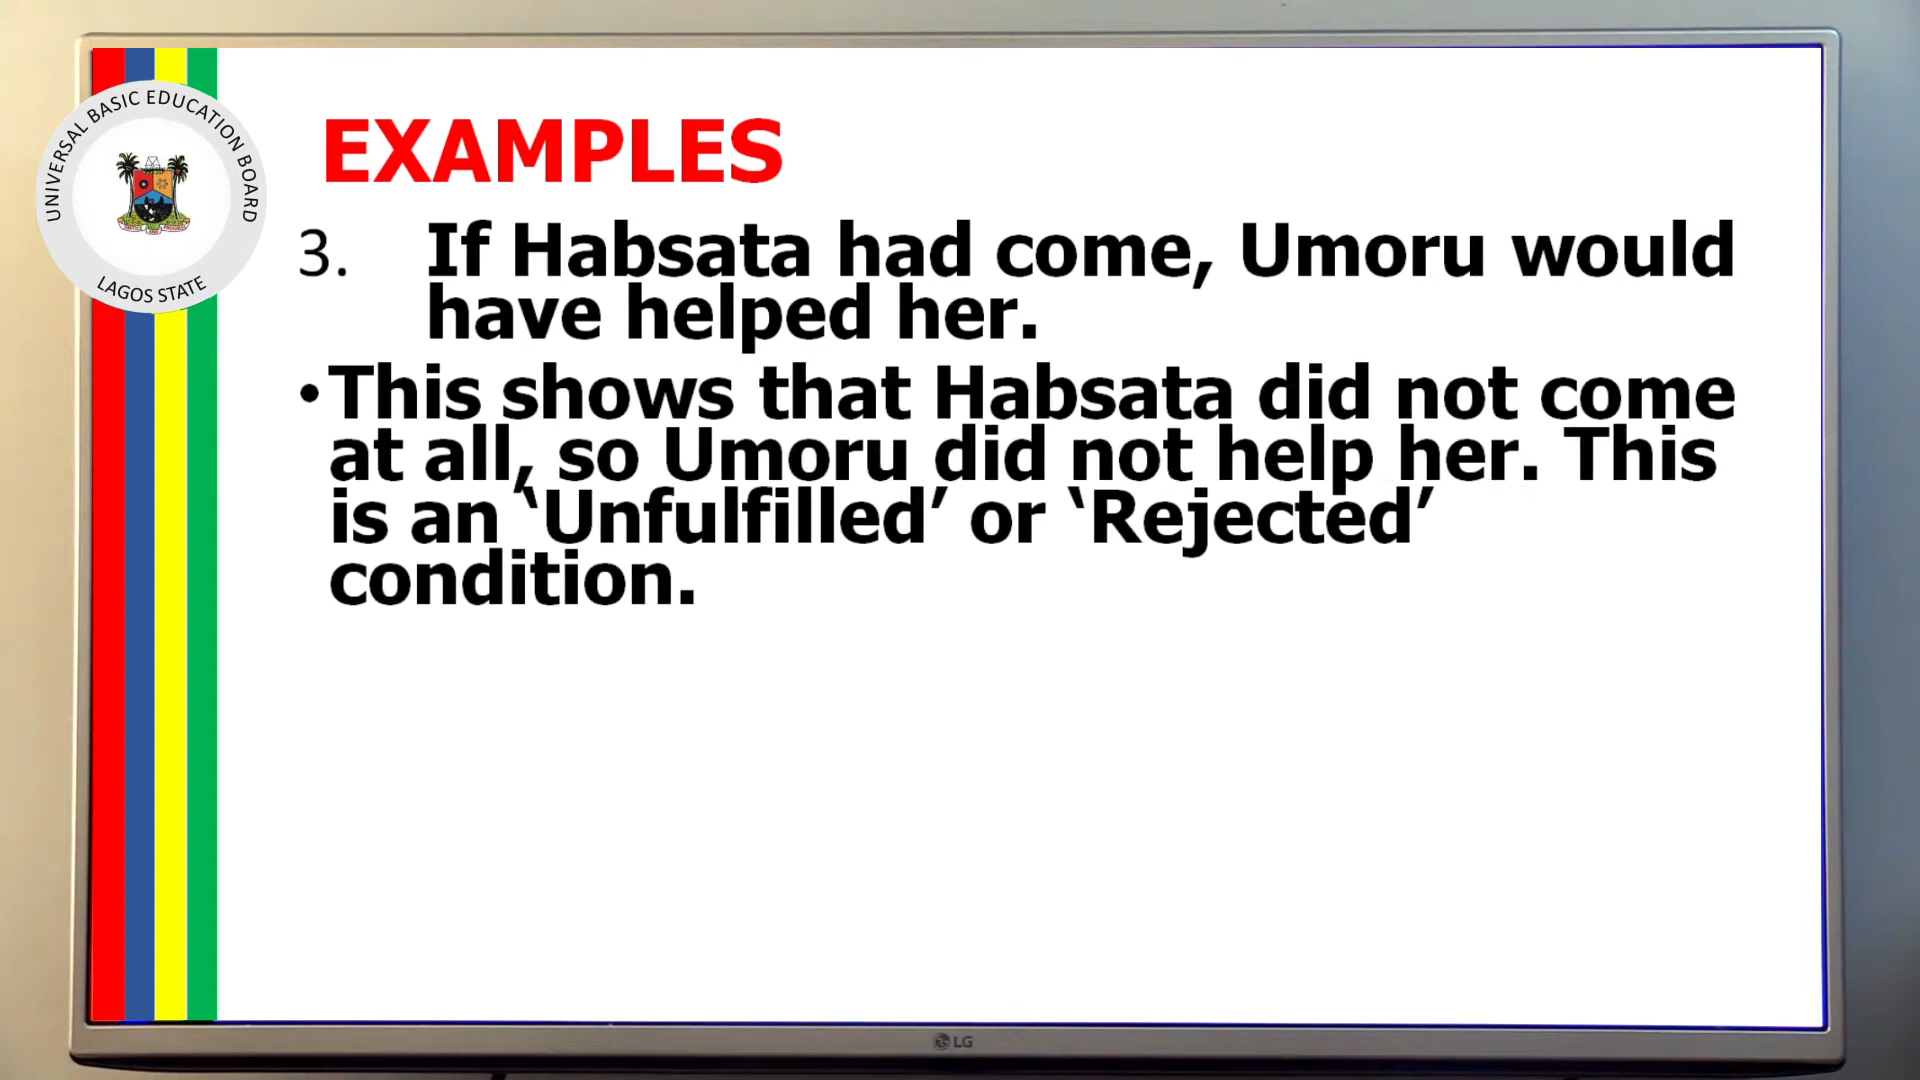 UNIVERSAL BASIC EDUCATION BOARD
LAGOS STATE
EXAMPLES
3. If Habsata had come, Umoru would
have helped her.
•This shows that Habsata did not come
at all, so Umoru did not help her. This
is an ‘Unfulfilled’ or ‘Rejected’
condition.
LG